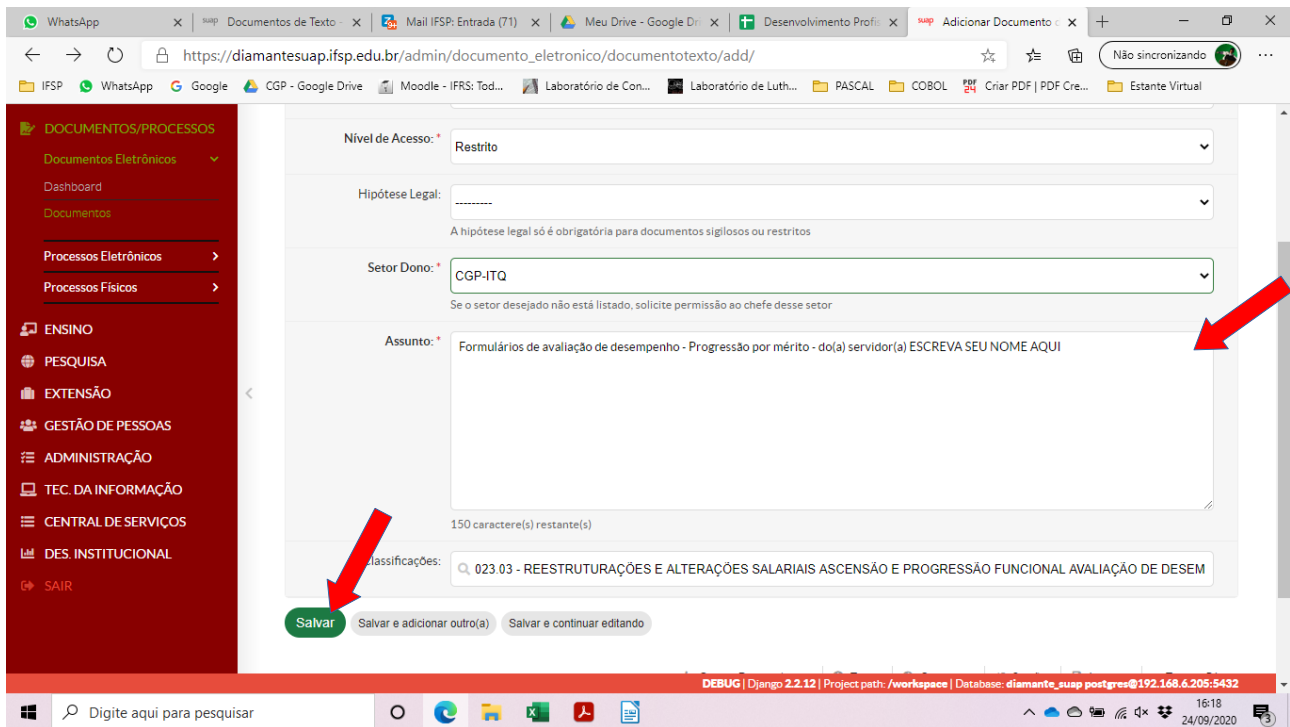 WhatsApp
suap Documentos de Texto -
Mail IFSP: Entrada (71)
Meu Drive - Google Dri
Desenvolvimento Profis
suap Adicionar Documento d
https://diamantesuap.ifsp.edu.br/admin/documento_eletronico/documentotexto/add/
Não sincronizando
IFSP
WhatsApp
Google
CGP - Google Drive
Moodle - IFRS: Tod...
Laboratório de Con...
Laboratório de Luth...
PASCAL
COBOL
Criar PDF | PDF Cre...
Estante Virtual
DOCUMENTOS/PROCESSOS
Documentos Eletrônicos
Dashboard
Documentos
Processos Eletrônicos
Processos Físicos
ENSINO
PESQUISA
EXTENSÃO
GESTÃO DE PESSOAS
ADMINISTRAÇÃO
TEC. DA INFORMAÇÃO
CENTRAL DE SERVIÇOS
DES. INSTITUCIONAL
SAIR
Nível de Acesso: *
Restrito
Hipótese Legal:
---------
A hipótese legal só é obrigatória para documentos sigilosos ou restritos
Setor Dono: *
CGP-ITQ
Se o setor desejado não está listado, solicite permissão ao chefe desse setor
Assunto: *
Formulários de avaliação de desempenho - Progressão por mérito - do(a) servidor(a) ESCREVA SEU NOME AQUI
150 caractere(s) restante(s)
lassificações:
023.03 - REESTRUTURAÇÕES E ALTERAÇÕES SALARIAIS ASCENSÃO E PROGRESSÃO FUNCIONAL AVALIAÇÃO DE DESEM
Salvar
Salvar e adicionar outro(a)
Salvar e continuar editando
DEBUG | Django 2.2.12 | Project path: /workspace | Database: diamante_suap postgres@192.168.6.205:5432
Digite aqui para pesquisar
16:18
24/09/2020
3